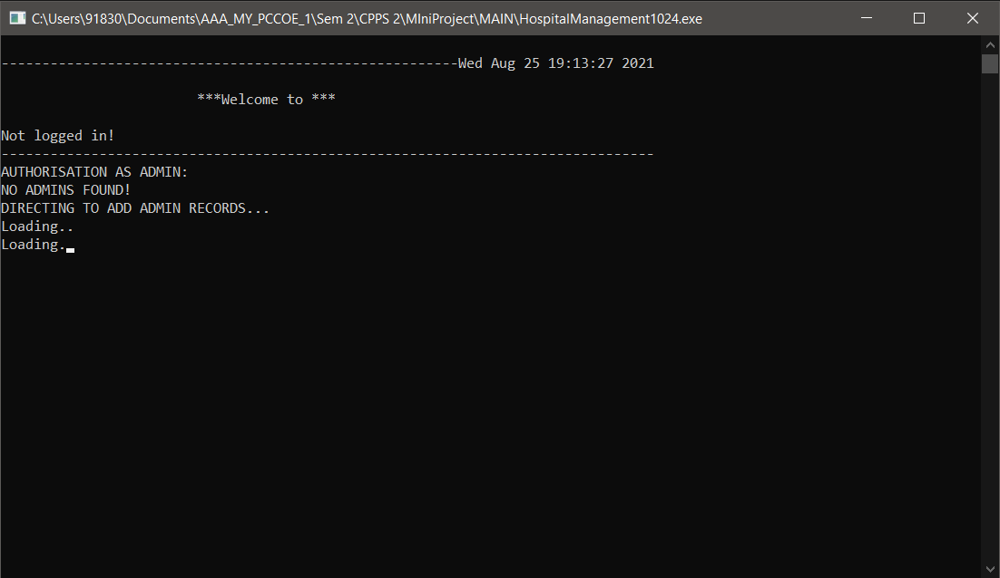 C:\Users\91830\Documents\AAA_MY_PCCOE_1\Sem 2\CPPS 2\MIniProject\MAIN\HospitalManagement1024.exe
--------------------------------------------------------Wed Aug 25 19:13:27 2021
***Welcome to ***
Not logged in!
--------------------------------------------------------------------------------
AUTHORISATION AS ADMIN:
NO ADMINS FOUND!
DIRECTING TO ADD ADMIN RECORDS...
Loading..
Loading.